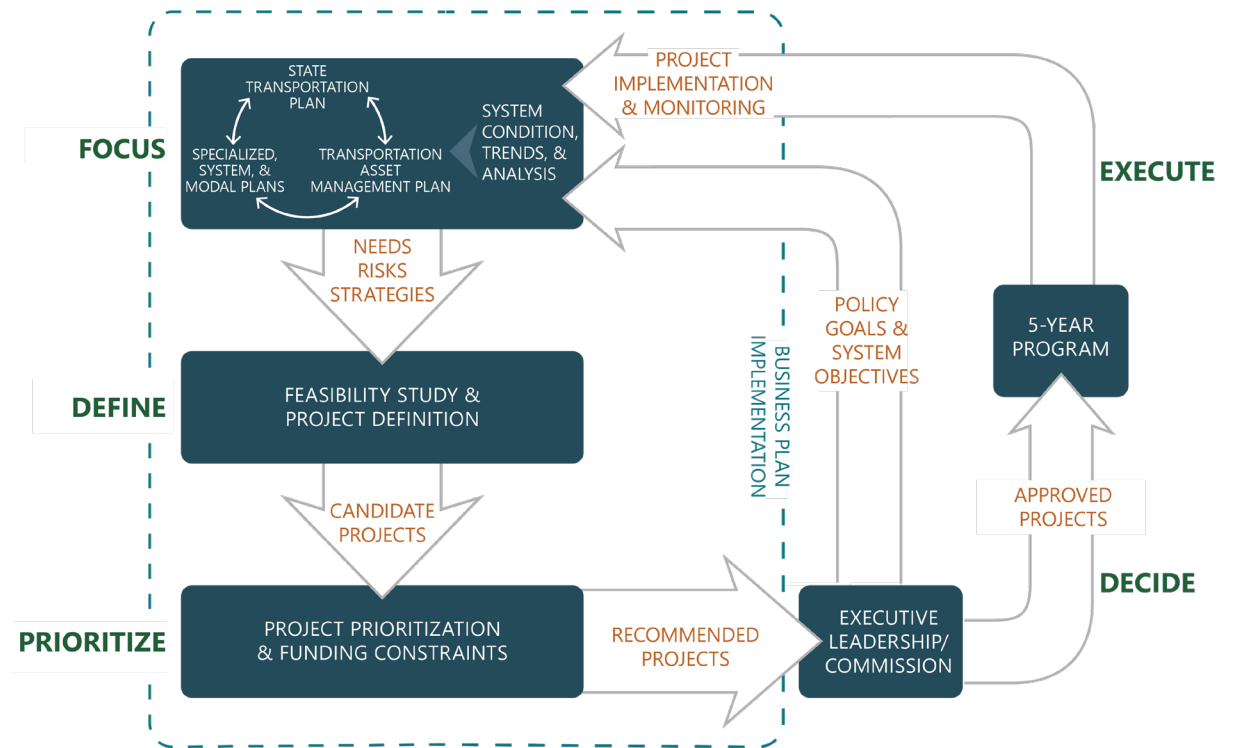 FOCUS
STATE
TRANSPORTATION
PLAN
SPECIALIZED,
SYSTEM, &
MODAL PLANS
TRANSPORTATION
ASSET
MANAGEMENT PLAN
SYSTEM
CONDITION,
TRENDS, &
ANALYSIS
PROJECT
IMPLEMENTATION
& MONITORING
EXECUTE
NEEDS
RISKS
STRATEGIES
POLICY
GOALS &
SYSTEM
OBJECTIVES
5-YEAR
PROGRAM
BUSINESS PLAN
IMPLEMENTATION
DEFINE
FEASIBILITY STUDY &
PROJECT DEFINITION
CANDIDATE
PROJECTS
APPROVED
PROJECTS
DECIDE
PRIORITIZE
PROJECT PRIORITIZATION
& FUNDING CONSTRAINTS
RECOMMENDED
PROJECTS
EXECUTIVE
LEADERSHIP/
COMMISSION